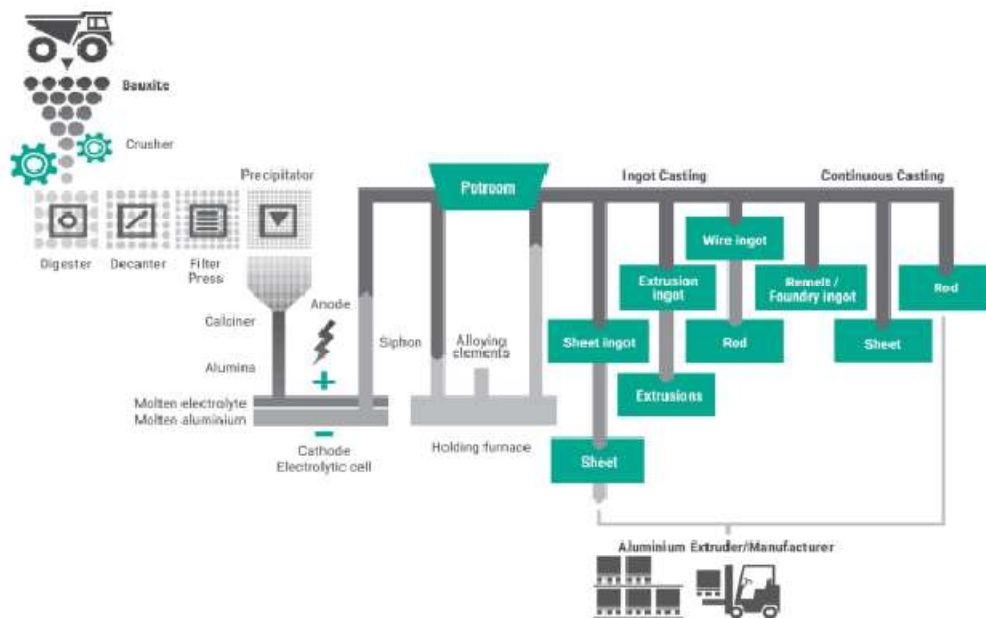 Bauxite
Crusher
Precipitator
Digester
Decanter
Filter
Press
Calciner
Anode
Alumina
Molten electrolyte
Molten aluminium
Cathode
Electrolytic cell
Siphon
Potroom
Alloying
elements
Holding furnace
Ingot Casting
Continuous Casting
Wire ingot
Extrusion
ingot
Remelt /
Foundry ingot
Rod
Sheet ingot
Rod
Sheet
Extrusions
Sheet
Aluminium Extruder/Manufacturer